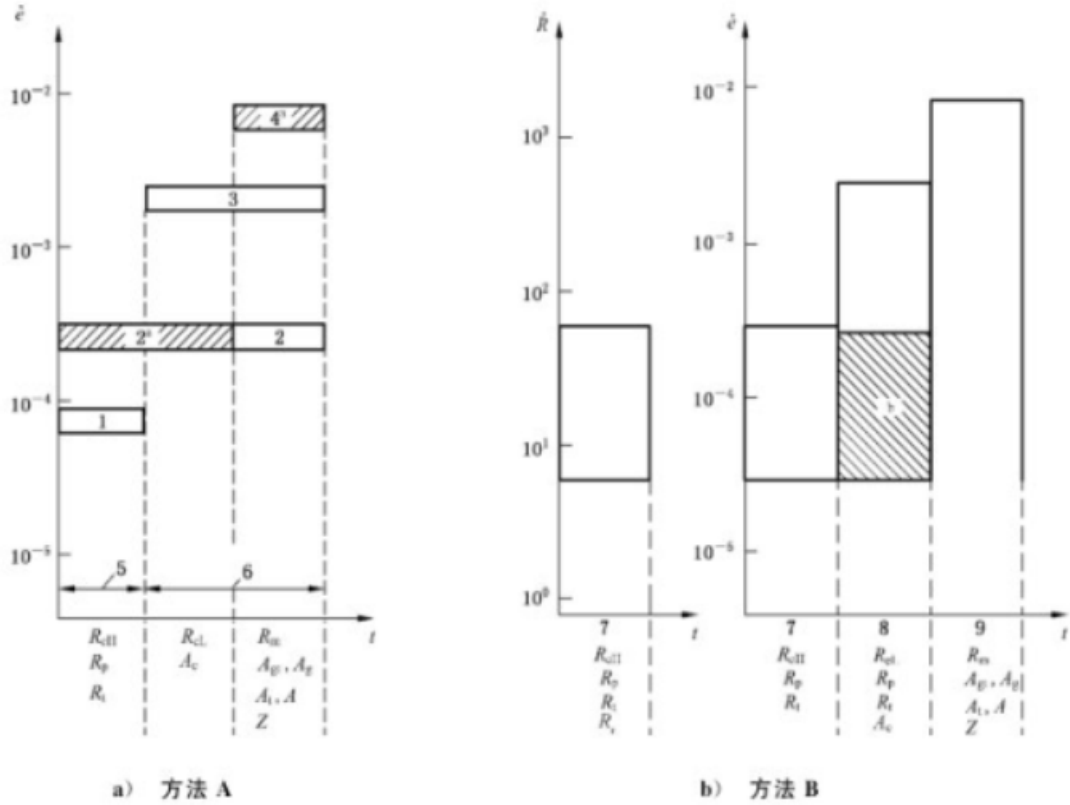 ė
10⁻²
4ᵃ
3
10⁻³
2ᵃ 2
10⁻⁴
1
10⁻⁵
5 6
t
R_eH R_eL R_m
R_p A_e A_gt, A_g
R_t A_t, A
Z
a) 方法 A
Ṙ
10³
10²
10¹
10⁰
7 t
R_eH
R_p
R_t
R_r
ė
10⁻²
10⁻³
10⁻⁴
b
10⁻⁵
t
7 8 9
R_eH R_eL R_m
R_p R_p A_gt, A_g
R_t R_t A_t, A
A_e Z
b) 方法 B